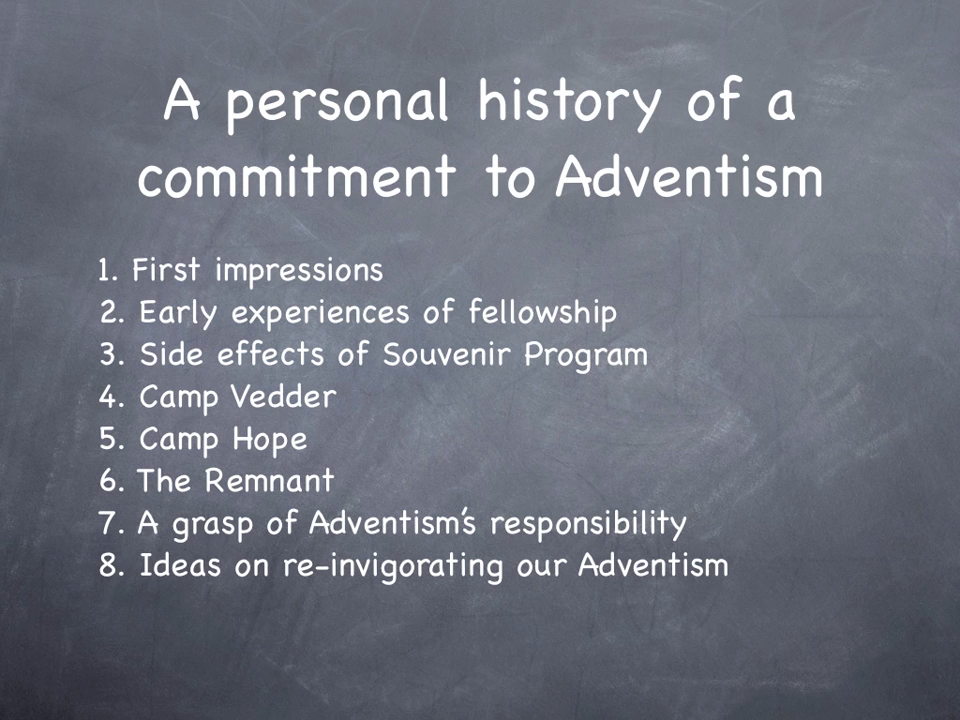 A personal history of a
commitment to Adventism
1. First impressions
2. Early experiences of fellowship
3. Side effects of Souvenir Program
4. Camp Vedder
5. Camp Hope
6. The Remnant
7. A grasp of Adventism's responsibility
8. Ideas on re-invigorating our Adventism